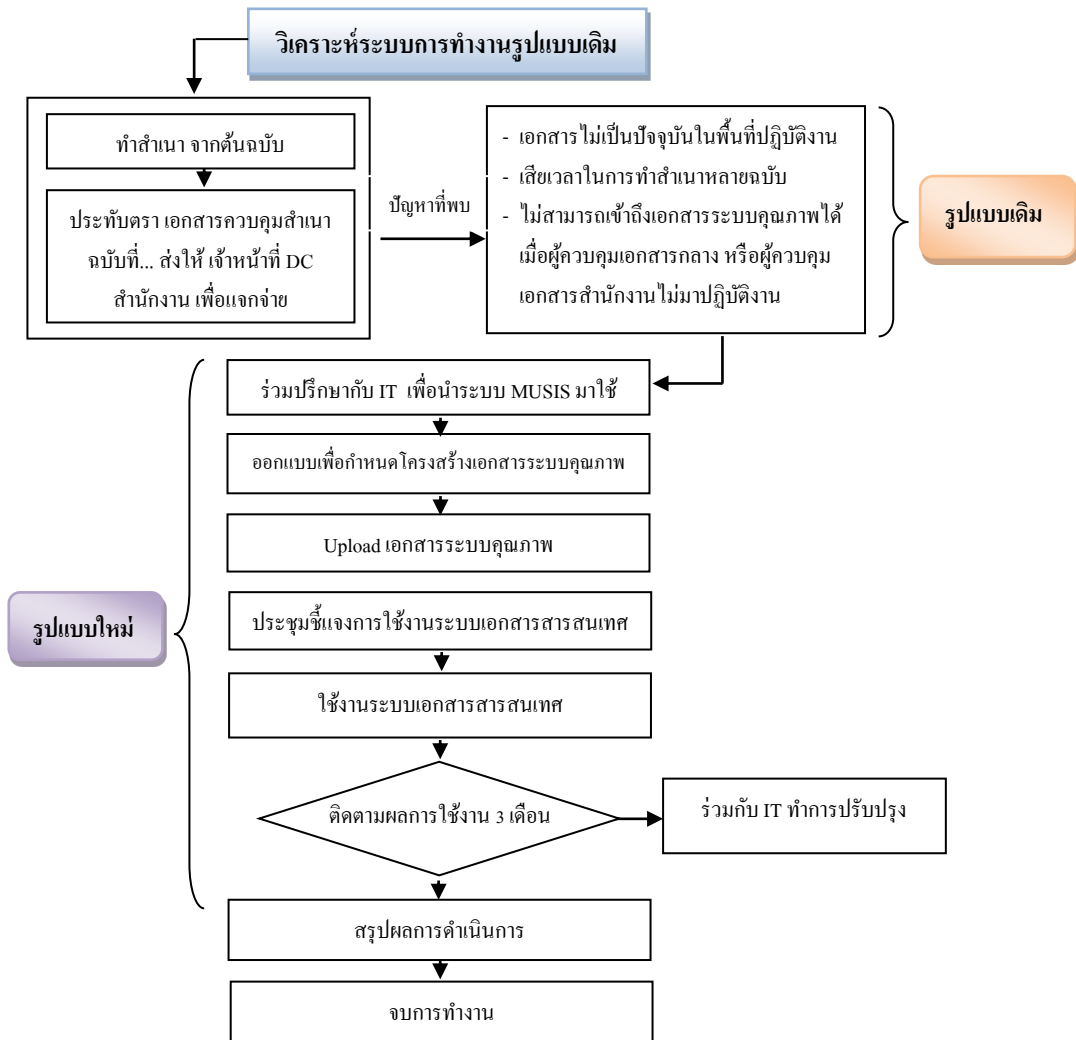 วิเคราะห์ระบบการทำงานรูปแบบเดิม
ทำสำเนา จากต้นฉบับ
ประทับตรา เอกสารควบคุมสำเนา
ฉบับที่... ส่งให้ เจ้าหน้าที่ DC
สำนักงาน เพื่อแจกจ่าย
ปัญหาที่พบ
- เอกสารไม่เป็นปัจจุบันในพื้นที่ปฏิบัติงาน
- เสียเวลาในการทำสำเนาหลายฉบับ
- ไม่สามารถเข้าถึงเอกสารระบบคุณภาพได้
เมื่อผู้ควบคุมเอกสารกลาง หรือผู้ควบคุม
เอกสารสำนักงานไม่มาปฏิบัติงาน
รูปแบบเดิม
ร่วมปรึกษากับ IT เพื่อนำระบบ MUSIS มาใช้
ออกแบบเพื่อกำหนดโครงสร้างเอกสารระบบคุณภาพ
Upload เอกสารระบบคุณภาพ
รูปแบบใหม่
ประชุมชี้แจงการใช้งานระบบเอกสารสารสนเทศ
ใช้งานระบบเอกสารสารสนเทศ
ติดตามผลการใช้งาน 3 เดือน
ร่วมกับ IT ทำการปรับปรุง
สรุปผลการดำเนินการ
จบการทำงาน